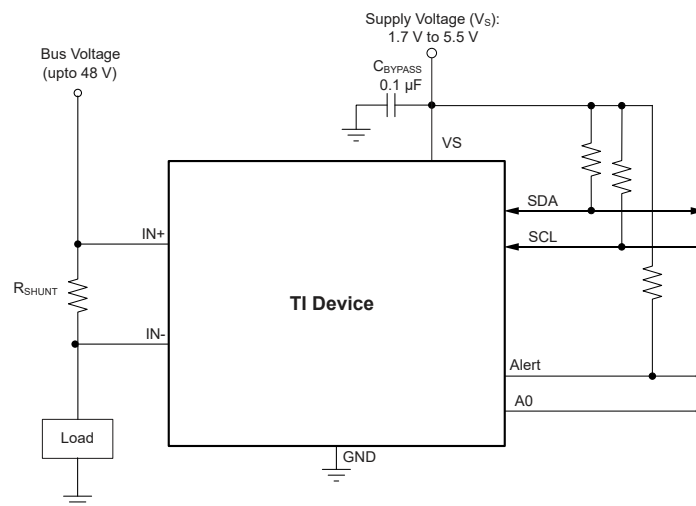 Supply Voltage (VS):
1.7 V to 5.5 V
Bus Voltage
(upto 48 V)
CBYPASS
0.1 µF
VS
SDA
IN+
SCL
RSHUNT
TI Device
IN-
Alert
A0
Load
GND